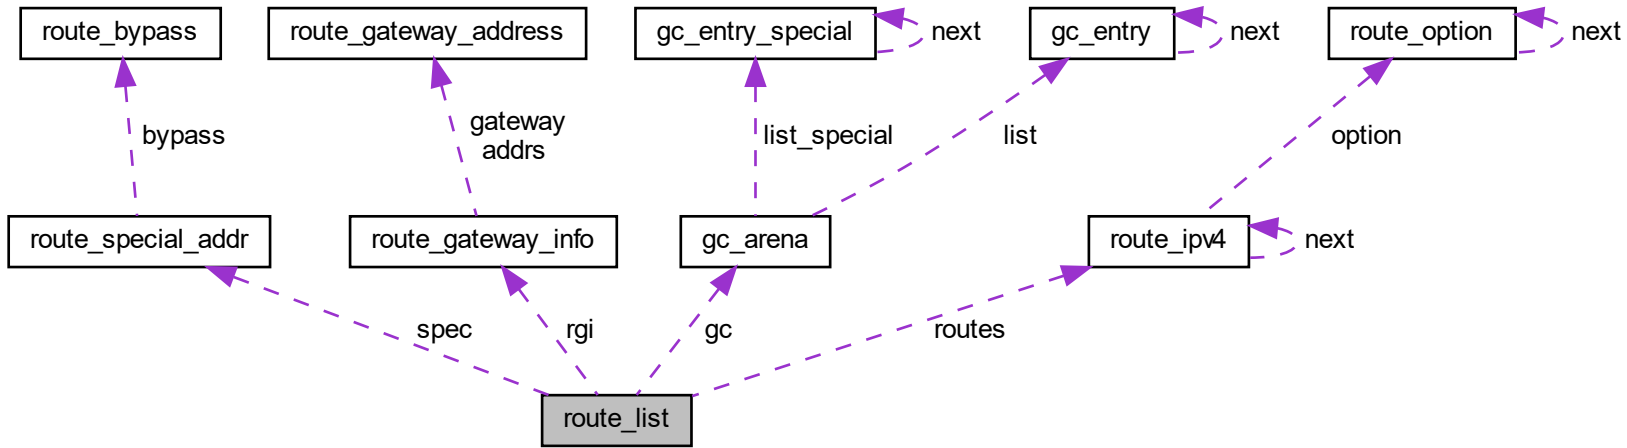 route_bypass
route_gateway_address
gc_entry_special
next
gc_entry
next
route_option
next
bypass
gateway
addrs
list_special
list
option
route_special_addr
route_gateway_info
gc_arena
route_ipv4
next
spec
rgi
gc
routes
route_list